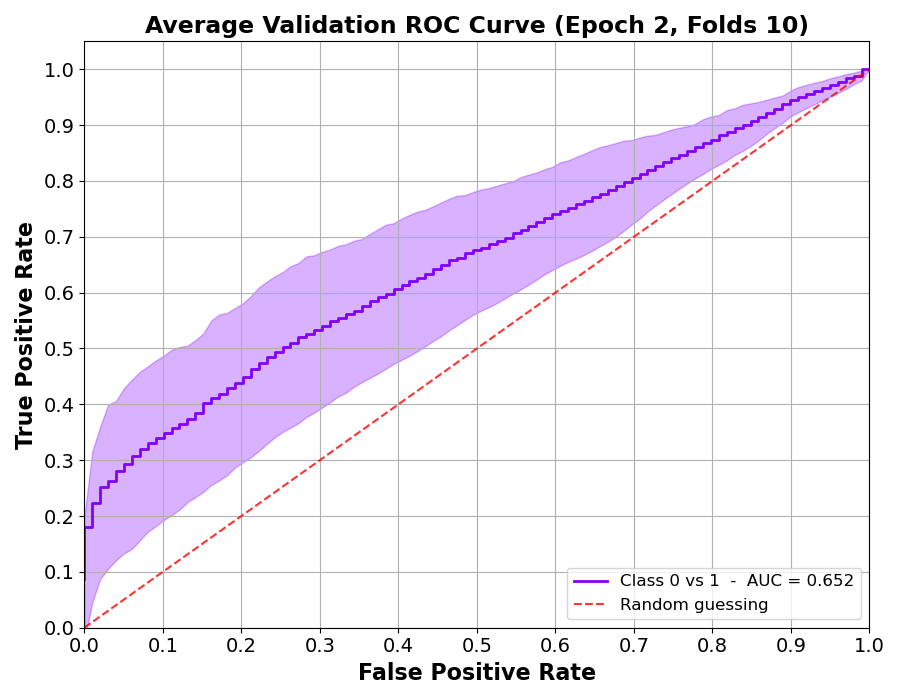 Average Validation ROC Curve (Epoch 2, Folds 10)
True Positive Rate
1.0
0.9
0.8
0.7
0.6
0.5
0.4
0.3
0.2
0.1
0.0
Class 0 vs 1 - AUC = 0.652
Random guessing
0.0 0.1 0.2 0.3 0.4 0.5 0.6 0.7 0.8 0.9 1.0
False Positive Rate